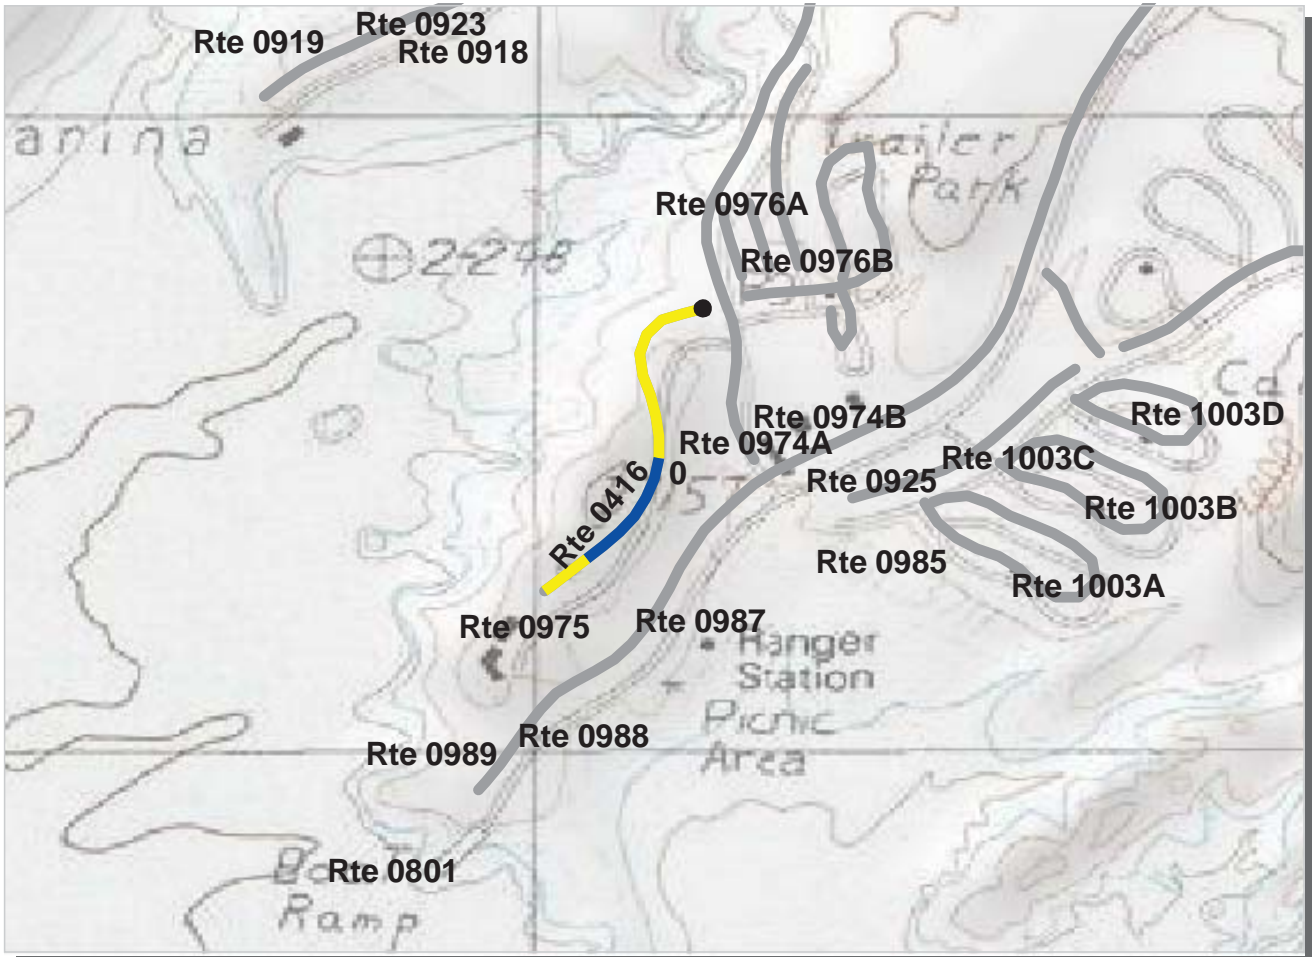 Rte 0923
Rte 0919
Rte 0918
anina
Trailer
Park
Rte 0976A
2248
Rte 0976B
Rte 1003D
Rte 0974B
Rte 0974A
Rte 1003C
0
Rte 0925
Rte 1003B
Rte 0416
Rte 0985
Rte 1003A
Rte 0975
Rte 0987
Ranger
Station
Picnic
Area
Rte 0988
Rte 0989
Rte 0801
Ramp